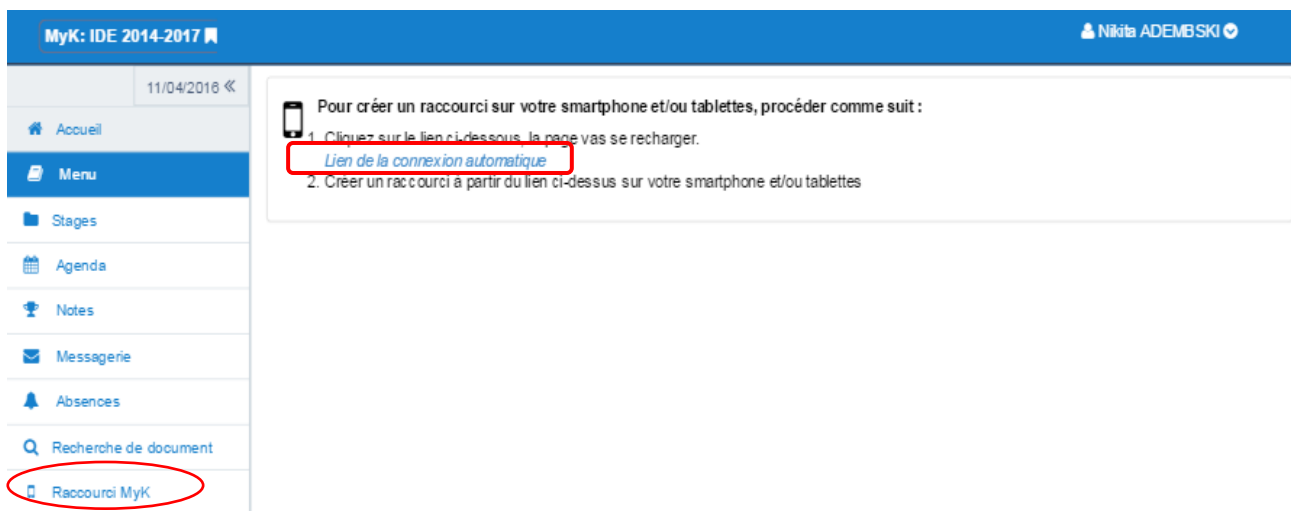 MyK: IDE 2014-2017
Nikita ADEMBSKI
11/04/2016 «
Accueil
Menu
Stages
Agenda
Notes
Messagerie
Absences
Recherche de document
Raccourci MyK
Pour créer un raccourci sur votre smartphone et/ou tablettes, procéder comme suit :
1. Cliquez sur le lien ci-dessous, la page vas se recharger.
Lien de la connexion automatique
2. Créer un raccourci à partir du lien ci-dessus sur votre smartphone et/ou tablettes